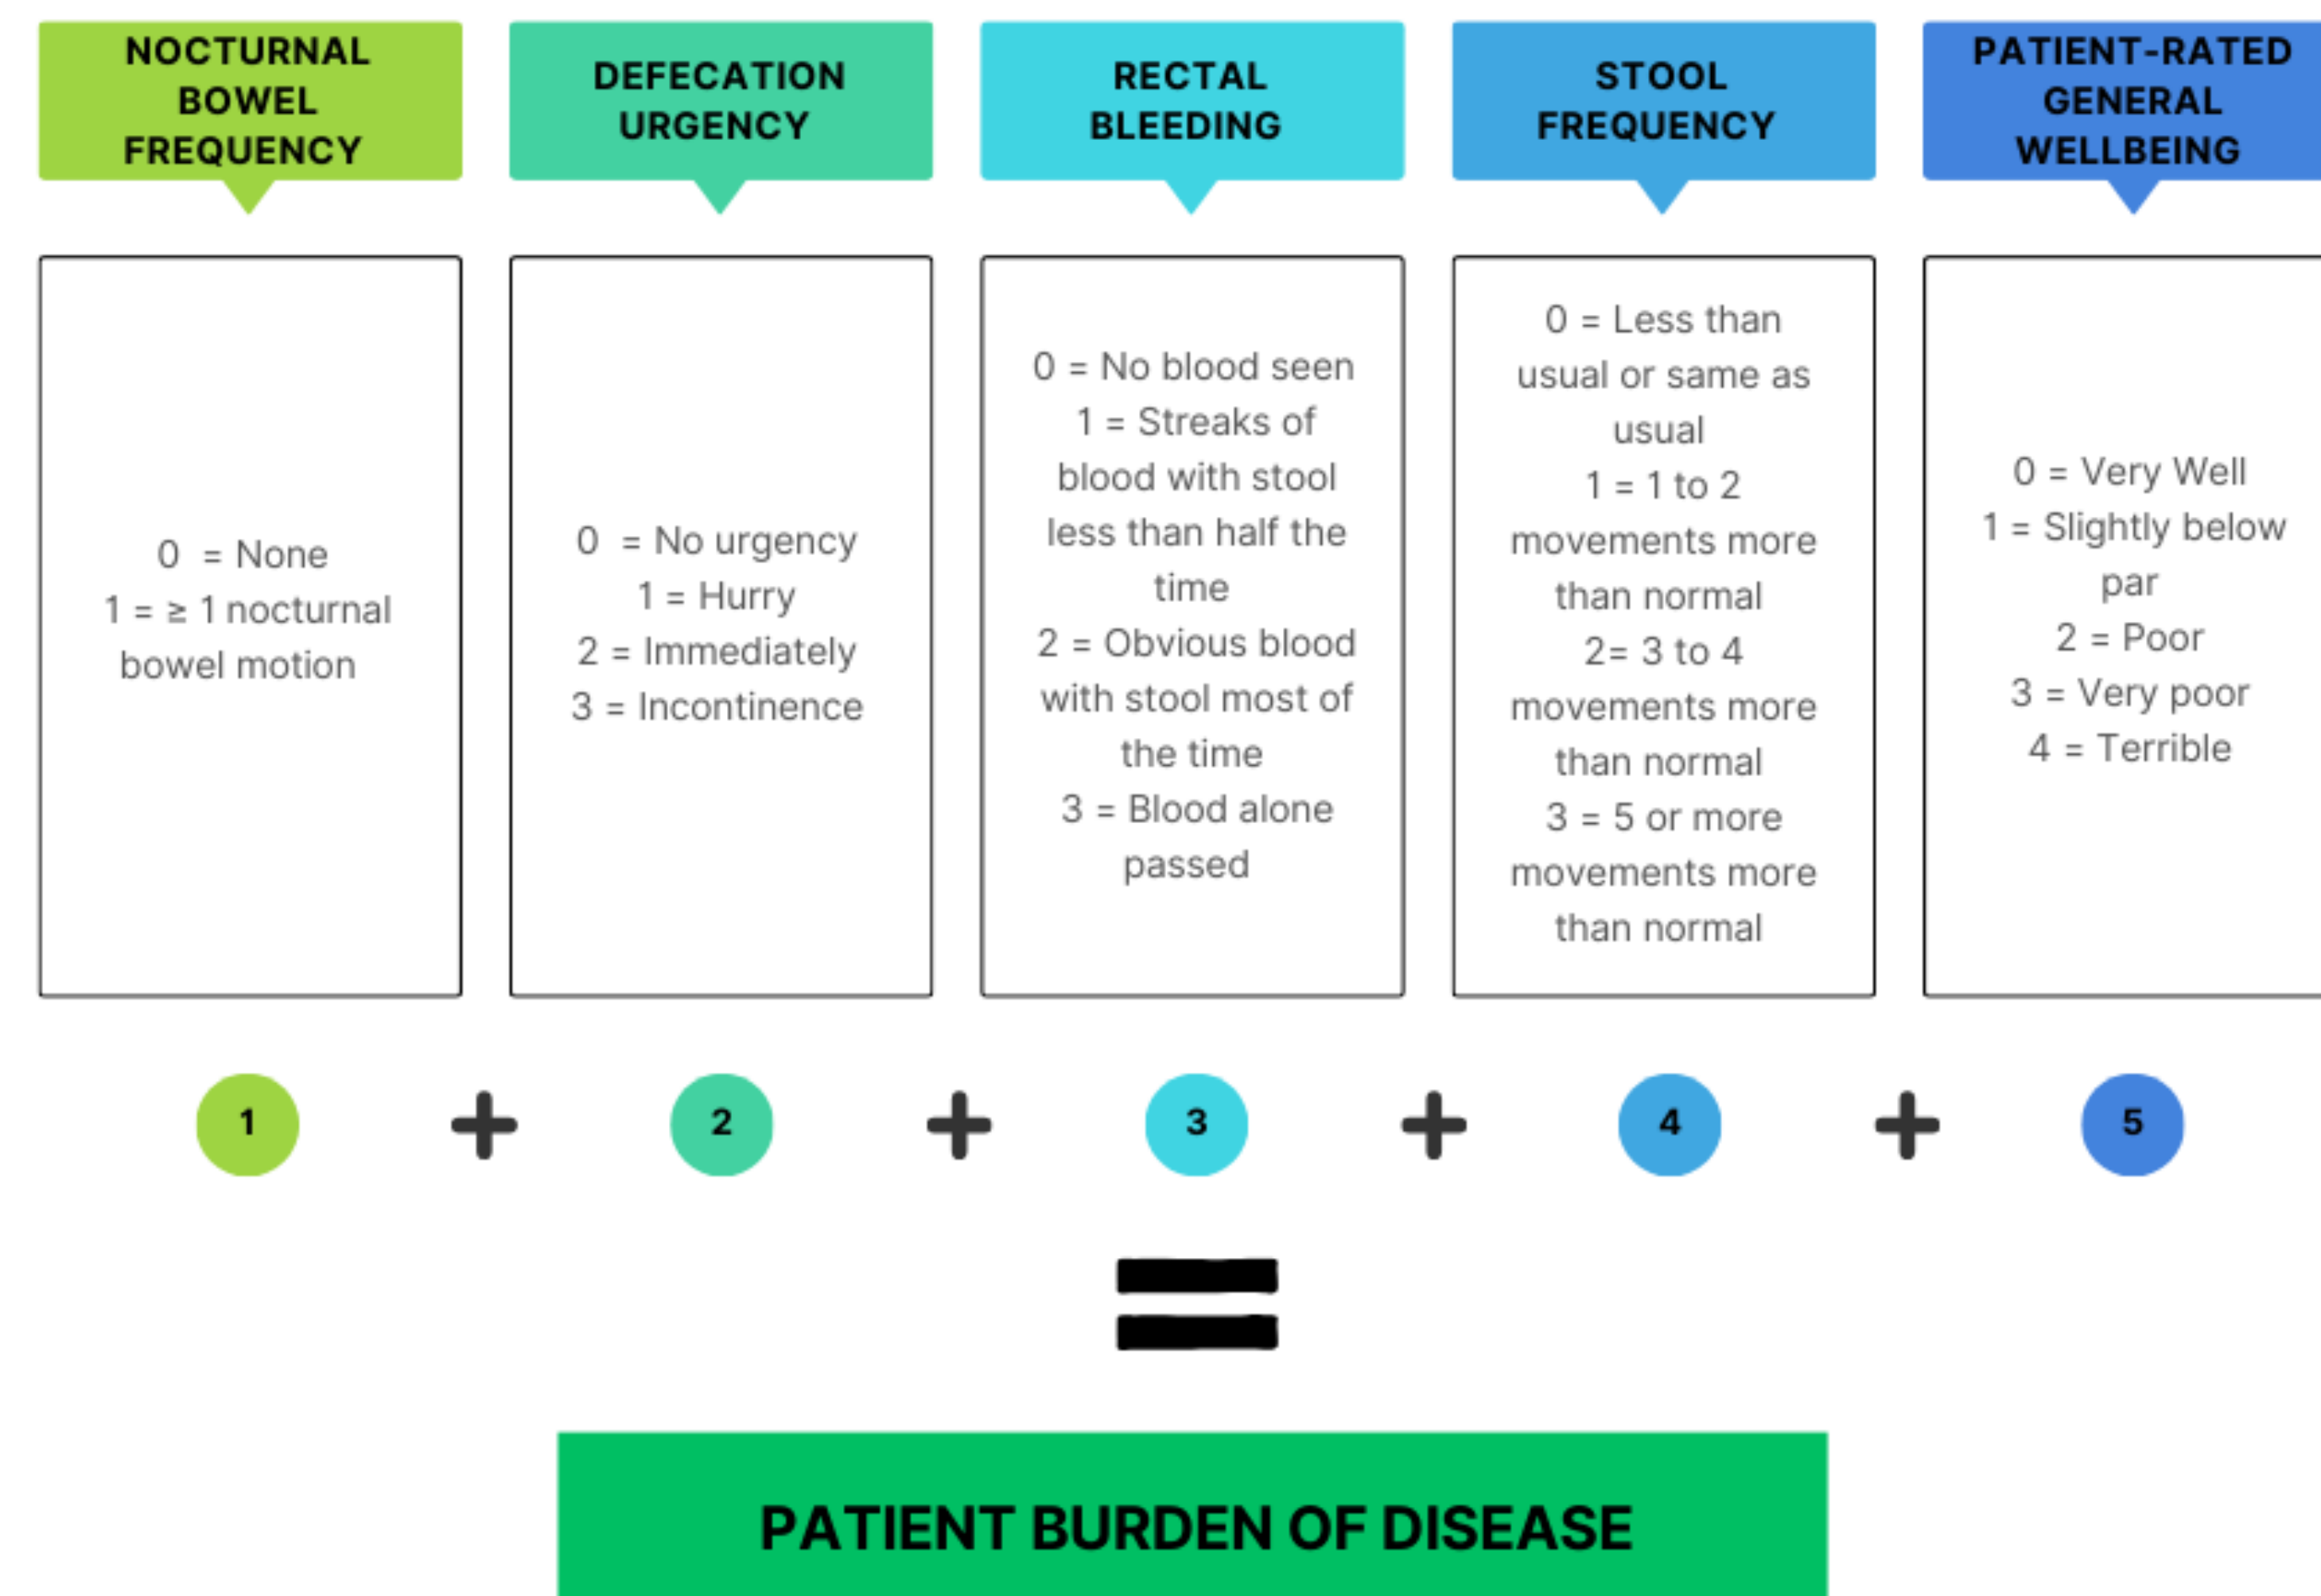 NOCTURNAL
BOWEL
FREQUENCY
DEFECATION
URGENCY
RECTAL
BLEEDING
STOOL
FREQUENCY
PATIENT-RATED
GENERAL
WELLBEING
0 = None
1 = ≥ 1 nocturnal
bowel motion
0 = No urgency
1 = Hurry
2 = Immediately
3 = Incontinence
0 = No blood seen
1 = Streaks of
blood with stool
less than half the
time
2 = Obvious blood
with stool most of
the time
3 = Blood alone
passed
0 = Less than
usual or same as
usual
1 = 1 to 2
movements more
than normal
2= 3 to 4
movements more
than normal
3 = 5 or more
movements more
than normal
0 = Very Well
1 = Slightly below
par
2 = Poor
3 = Very poor
4 = Terrible
1 + 2 + 3 + 4 + 5
=
PATIENT BURDEN OF DISEASE